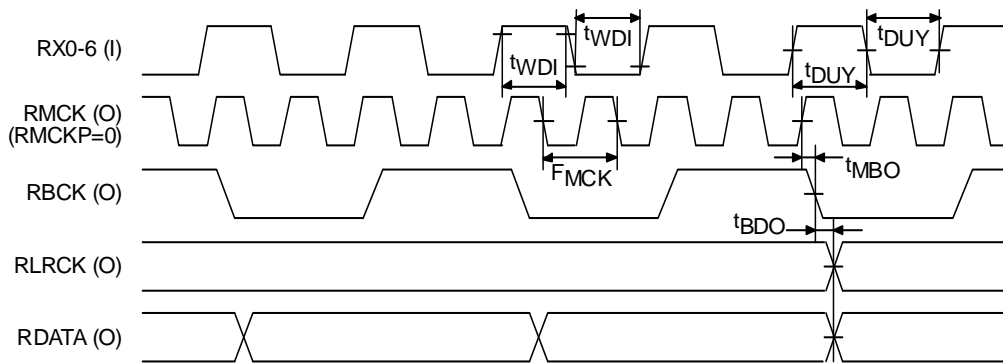 RX0-6 (I)
tWDI
tDUY
tWDI
tDUY
RMCK (O)
(RMCKP=0)
FMCK
tMBO
RBCK (O)
tBDO
RLRCK (O)
RDATA (O)